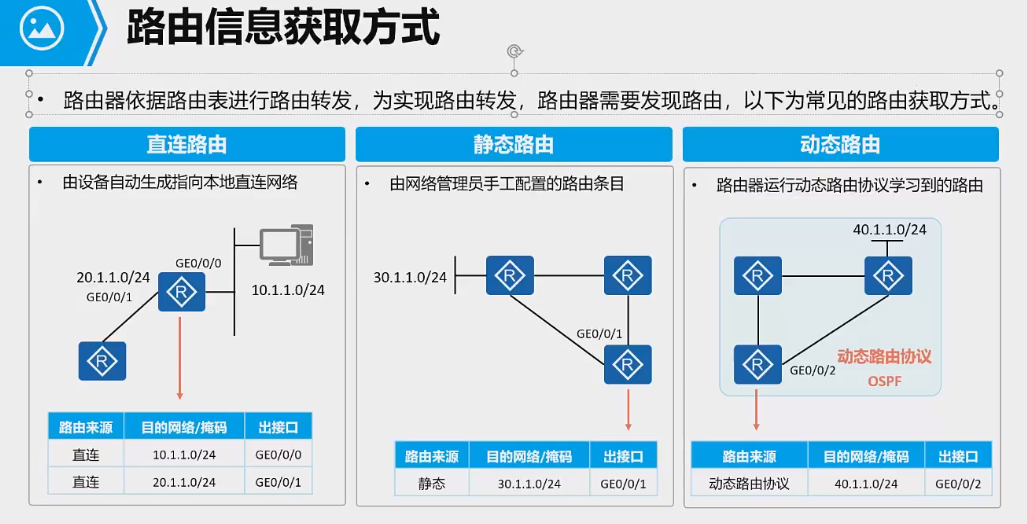 路由信息获取方式
• 路由器依据路由表进行路由转发，为实现路由转发，路由器需要发现路由，以下为常见的路由获取方式。
直连路由
• 由设备自动生成指向本地直连网络
GE0/0/0
20.1.1.0/24
GE0/0/1
R
10.1.1.0/24
R
路由来源 目的网络/掩码 出接口
直连 10.1.1.0/24 GE0/0/0
直连 20.1.1.0/24 GE0/0/1
静态路由
• 由网络管理员手工配置的路由条目
30.1.1.0/24
R
R
GE0/0/1
R
路由来源 目的网络/掩码 出接口
静态 30.1.1.0/24 GE0/0/1
动态路由
• 路由器运行动态路由协议学习到的路由
40.1.1.0/24
R
R
R
GE0/0/2
动态路由协议
OSPF
路由来源 目的网络/掩码 出接口
动态路由协议 40.1.1.0/24 GE0/0/2